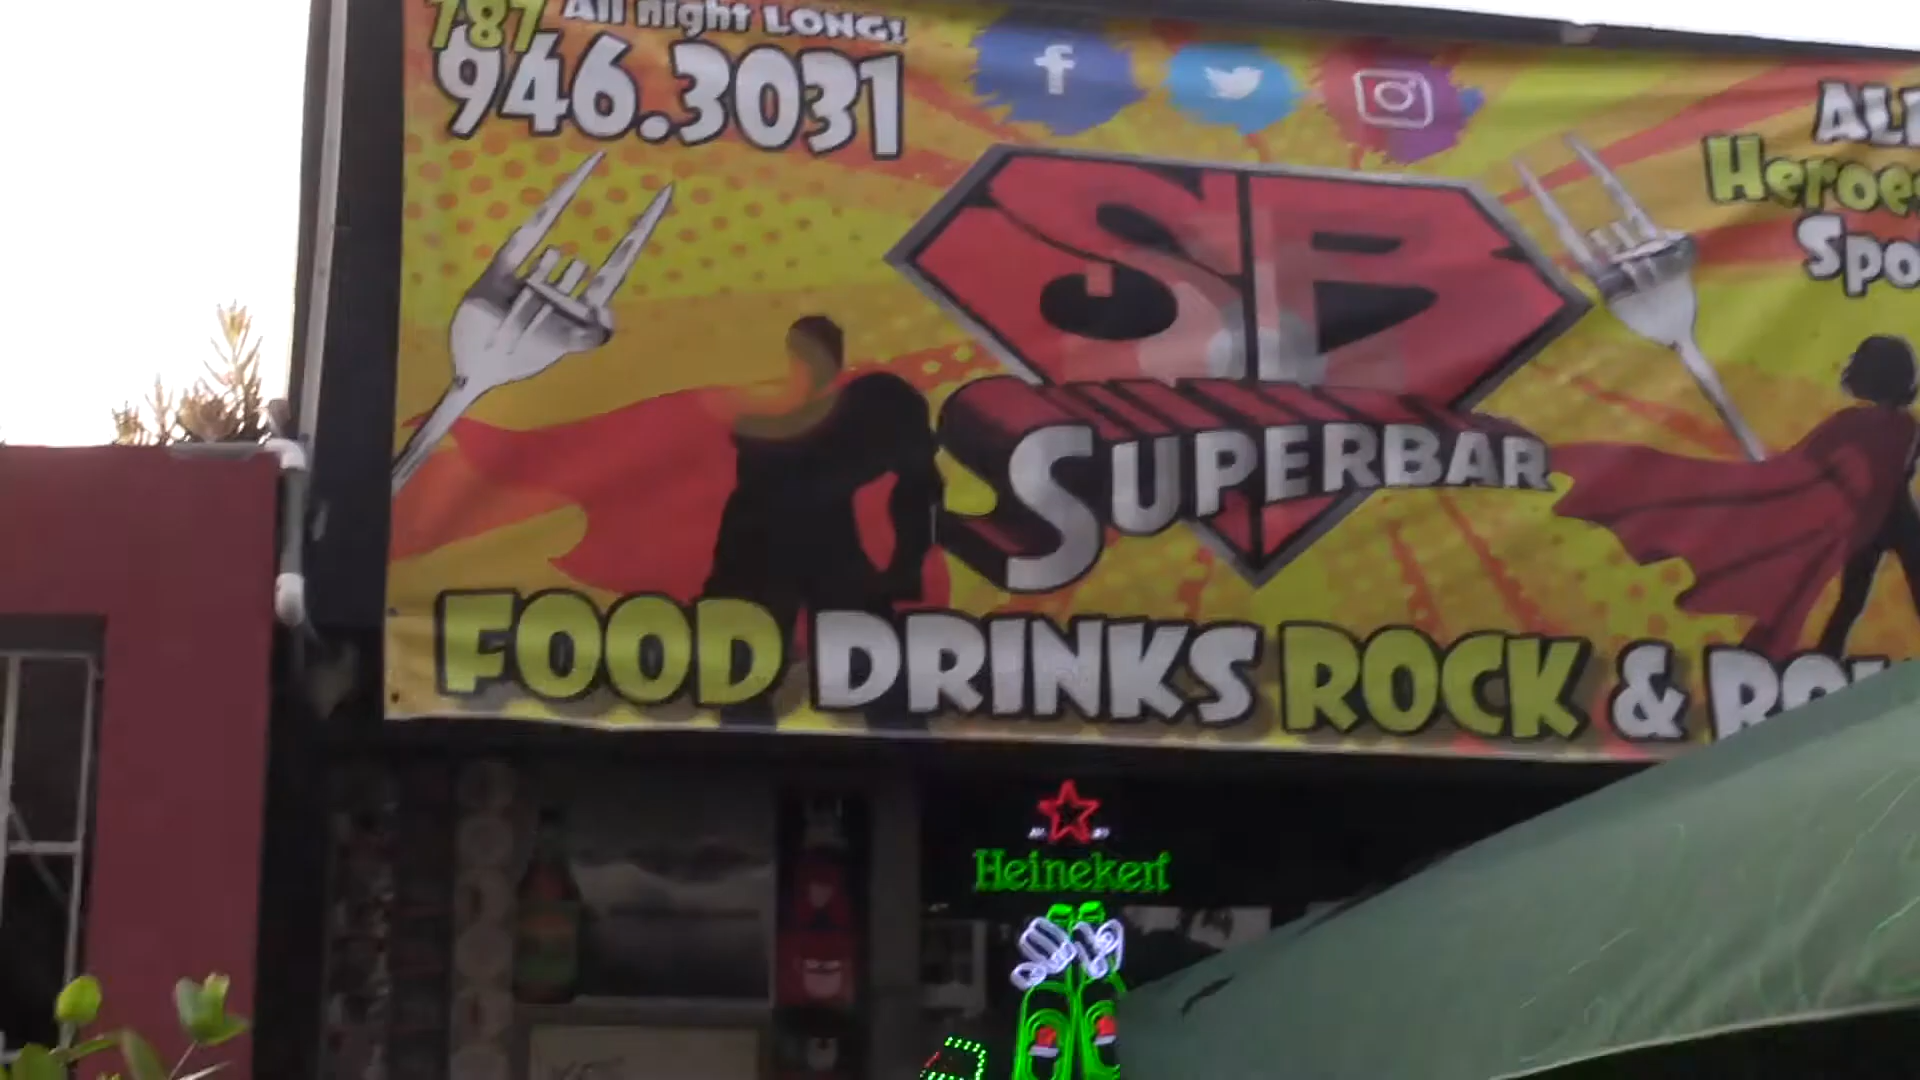 787 All night LONG!
946.3031
f
SB
SUPERBAR
FOOD DRINKS ROCK &
Heineken